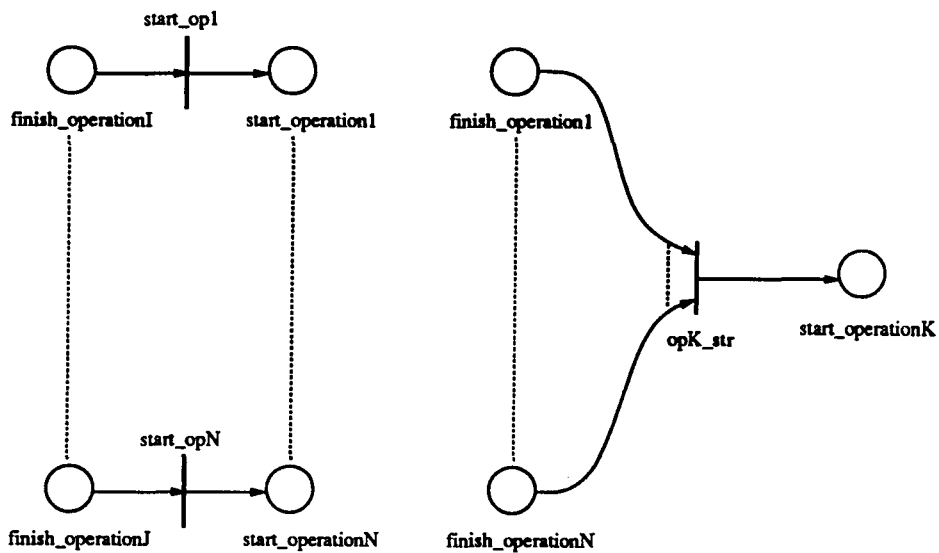 start_op1
finish_operationI
start_operation1
finish_operation1
opK_str
start_operationK
start_opN
finish_operationJ
start_operationN
finish_operationN